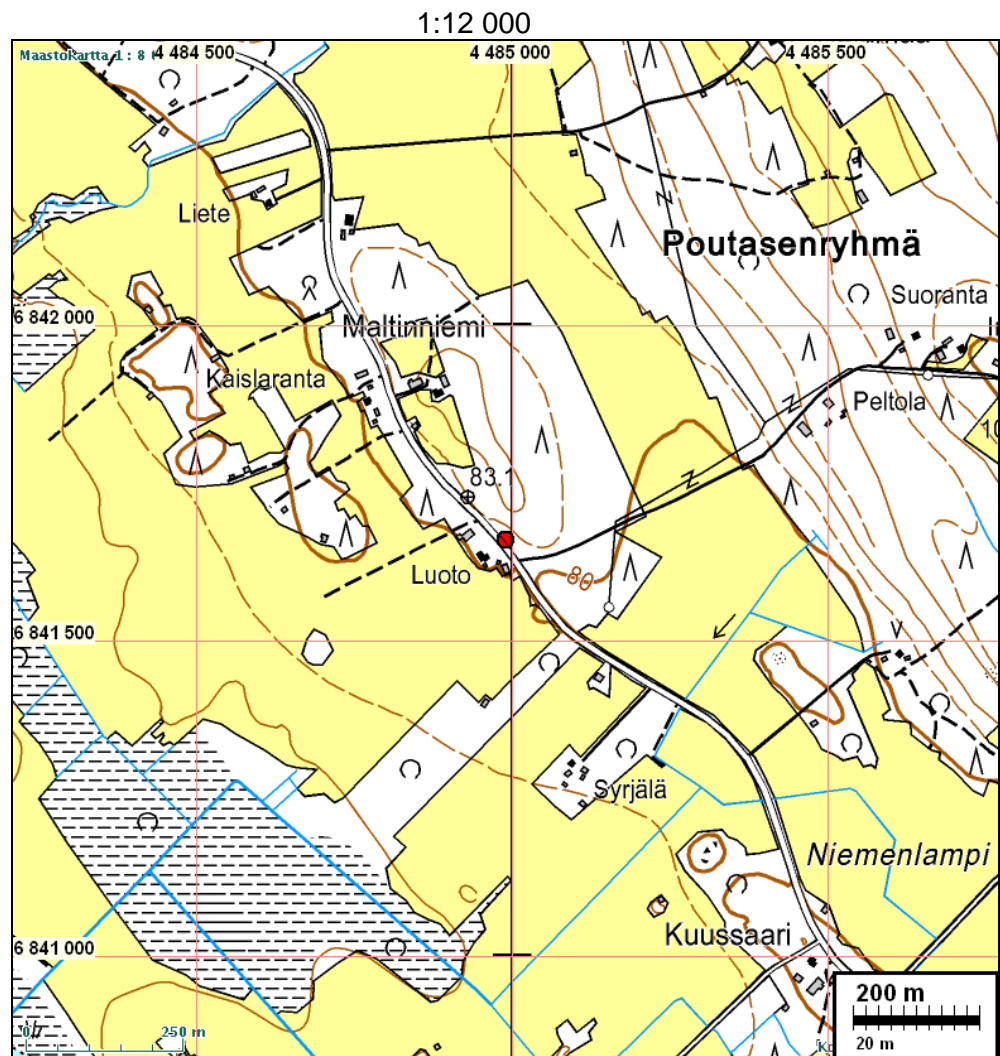 1:12 000
Maastokartta 1 : 8
4 484 500
4 485 000
4 485 500
Liete
Poutasenryhmä
Suoranta
6 842 000
Maltinniemi
Kaislaranta
Peltola
10
83.1
Luoto
80
6 841 500
Syrjälä
Niemenlampi
Kuussaari
6 841 000
200 m
20 m
0
250 m